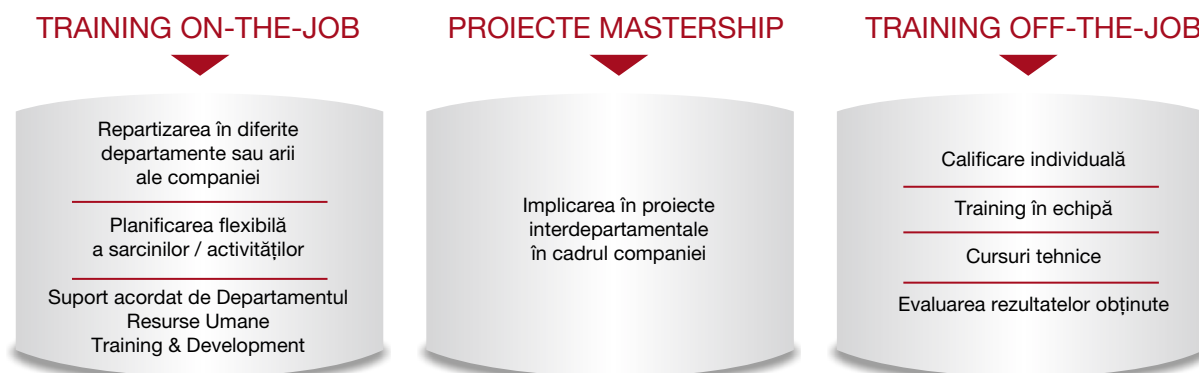 TRAINING ON-THE-JOB
Repartizarea în diferite
departamente sau arii
ale companiei
Planificarea flexibilă
a sarcinilor / activităților
Suport acordat de Departamentul
Resurse Umane
Training & Development
PROIECTE MASTERSHIP
Implicarea în proiecte
interdepartamentale
în cadrul companiei
TRAINING OFF-THE-JOB
Calificare individuală
Training în echipă
Cursuri tehnice
Evaluarea rezultatelor obținute